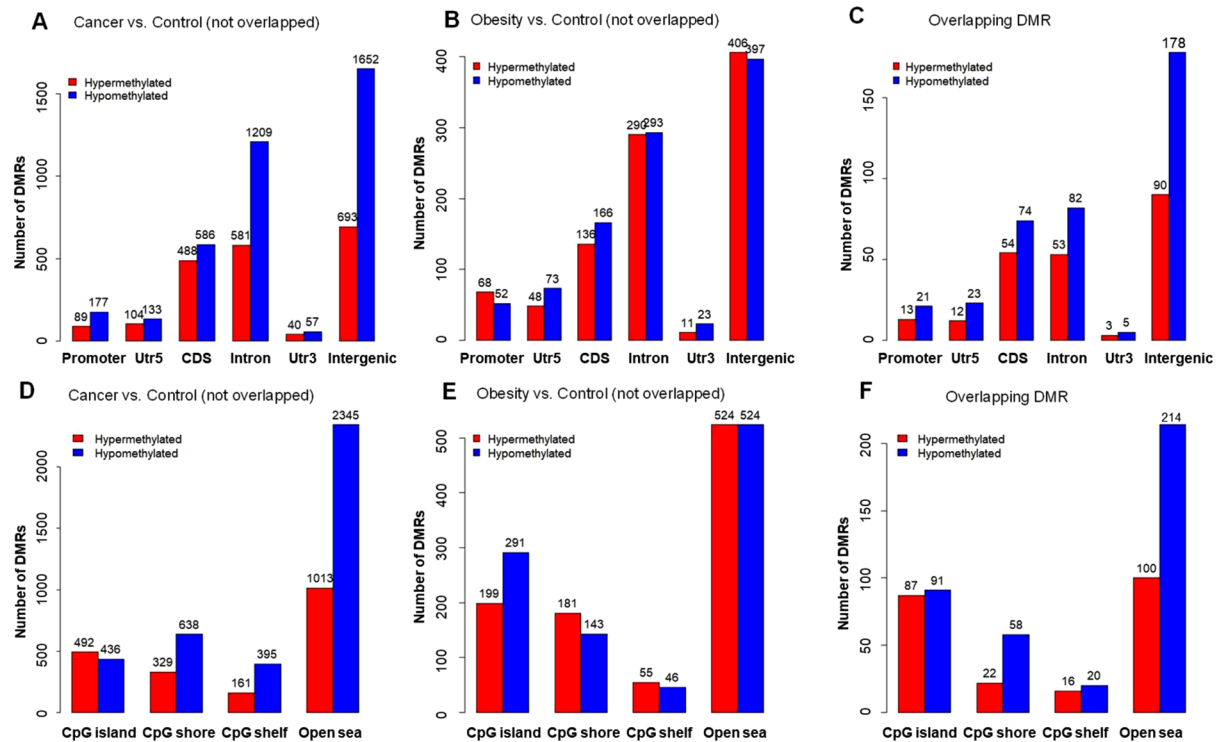 A Cancer vs. Control (not overlapped)
Hypermethylated
Hypomethylated
Number of DMRs
0 500 1000 1500
89 177 104 133 488 586 581 1209 40 57 693 1652
Promoter Utr5 CDS Intron Utr3 Intergenic
B Obesity vs. Control (not overlapped)
Hypermethylated
Hypomethylated
Number of DMRs
0 100 200 300 400
68 52 48 73 136 166 290 293 11 23 406 397
Promoter Utr5 CDS Intron Utr3 Intergenic
C Overlapping DMR
Hypermethylated
Hypomethylated
Number of DMRs
0 50 100 150
13 21 12 23 54 74 53 82 3 5 90 178
Promoter Utr5 CDS Intron Utr3 Intergenic
D Cancer vs. Control (not overlapped)
Hypermethylated
Hypomethylated
Number of DMRs
0 500 1000 1500 2000
492 436 329 638 161 395 1013 2345
CpG island CpG shore CpG shelf Open sea
E Obesity vs. Control (not overlapped)
Hypermethylated
Hypomethylated
Number of DMRs
0 100 200 300 400 500
199 291 181 143 55 46 524 524
CpG island CpG shore CpG shelf Open sea
F Overlapping DMR
Hypermethylated
Hypomethylated
Number of DMRs
0 50 100 150 200
87 91 22 58 16 20 100 214
CpG island CpG shore CpG shelf Open sea